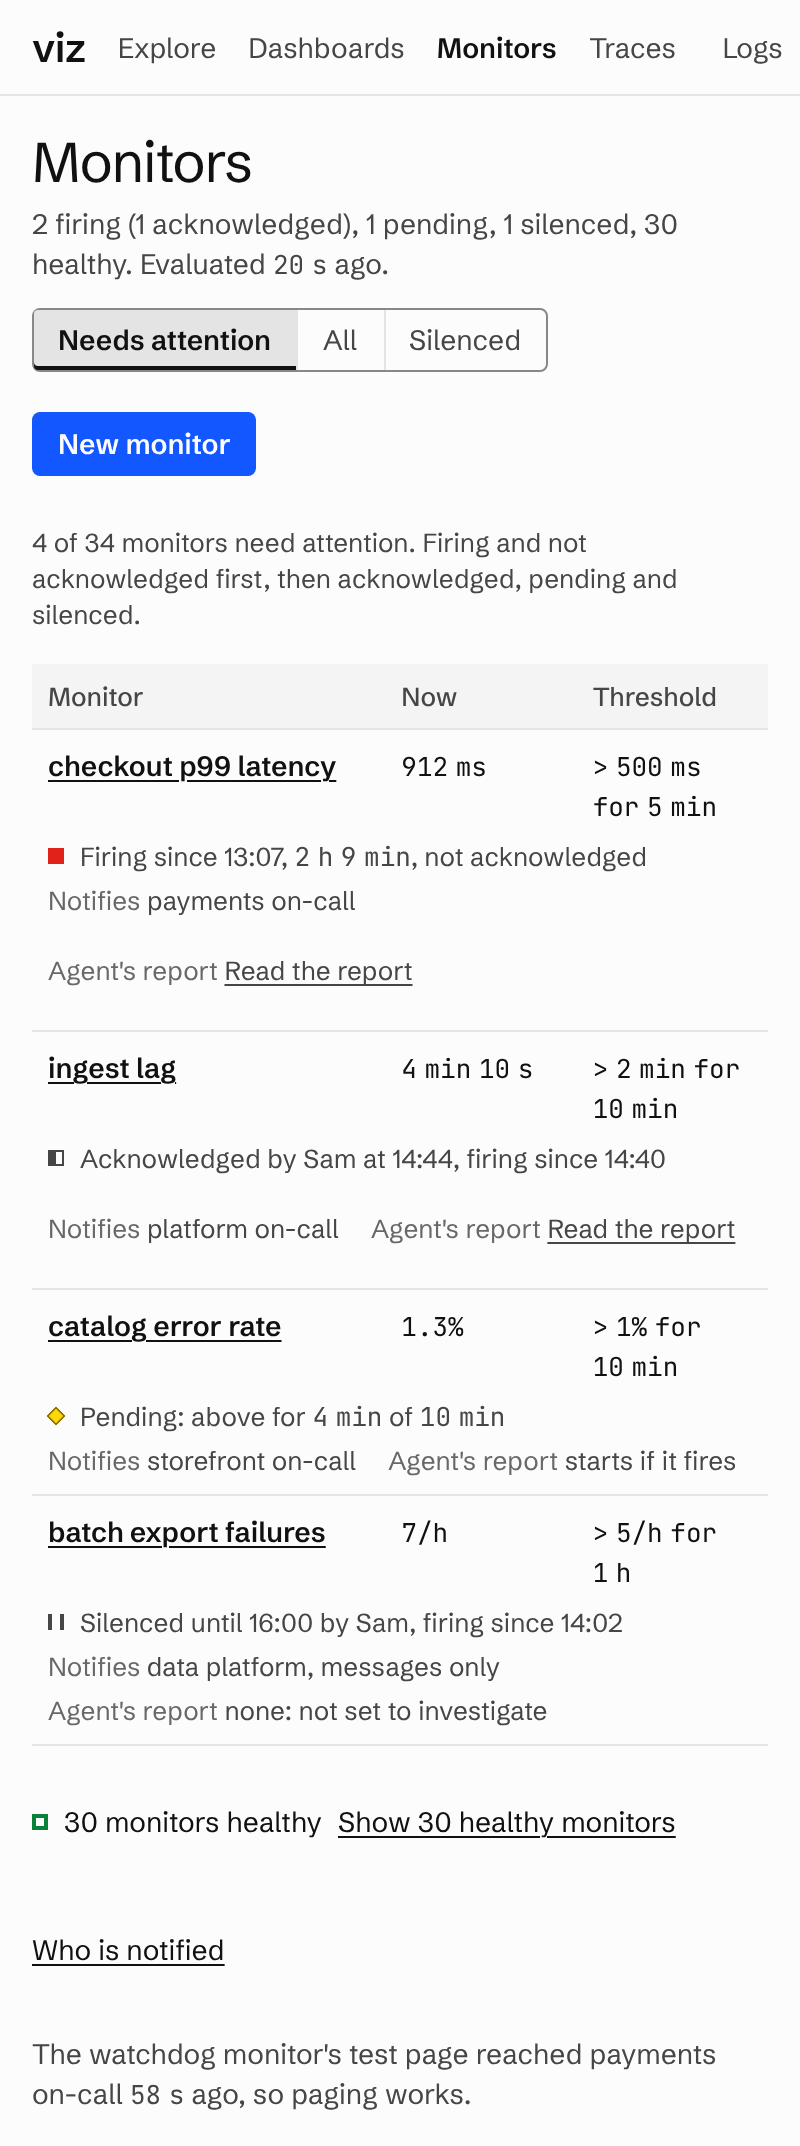 viz Explore Dashboards Monitors Traces Logs
Monitors
2 firing (1 acknowledged), 1 pending, 1 silenced, 30
healthy. Evaluated 20 s ago.
Needs attention All Silenced
New monitor
4 of 34 monitors need attention. Firing and not
acknowledged first, then acknowledged, pending and
silenced.
Monitor Now Threshold
checkout p99 latency 912 ms > 500 ms
for 5 min
Firing since 13:07, 2 h 9 min, not acknowledged
Notifies payments on-call
Agent's report Read the report
ingest lag 4 min 10 s > 2 min for
10 min
Acknowledged by Sam at 14:44, firing since 14:40
Notifies platform on-call Agent's report Read the report
catalog error rate 1.3% > 1% for
10 min
Pending: above for 4 min of 10 min
Notifies storefront on-call Agent's report starts if it fires
batch export failures 7/h > 5/h for
1 h
Silenced until 16:00 by Sam, firing since 14:02
Notifies data platform, messages only
Agent's report none: not set to investigate
30 monitors healthy Show 30 healthy monitors
Who is notified
The watchdog monitor's test page reached payments
on-call 58 s ago, so paging works.